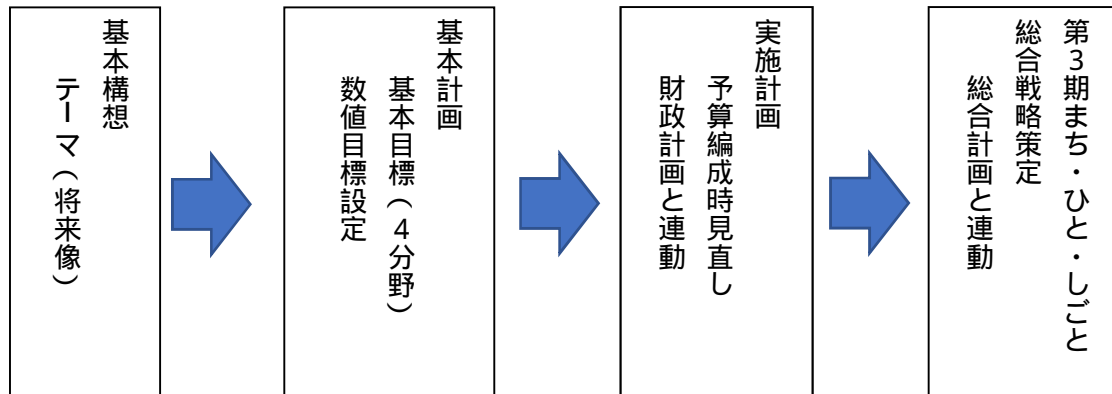 基本構想
テーマ（将来像）
基本計画
基本目標（４分野）
数値目標設定
実施計画
予算編成時見直し
財政計画と連動
第３期まち・ひと・しごと
総合戦略策定
総合計画と連動